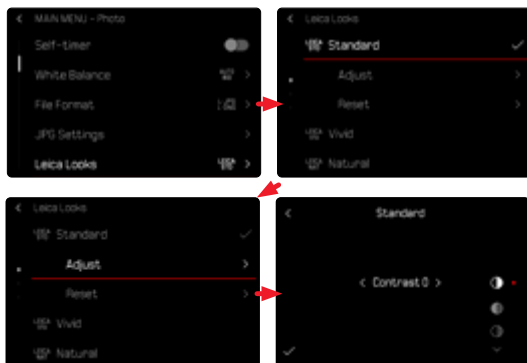 MAIN MENU - Photo
Self-timer
White Balance
File Format
JPG Settings
Leica Looks
Leica Looks
Standard
Adjust
Reset
Vivid
Natural
Leica Looks
Standard
Adjust
Reset
Vivid
Natural
Standard
Contrast 0